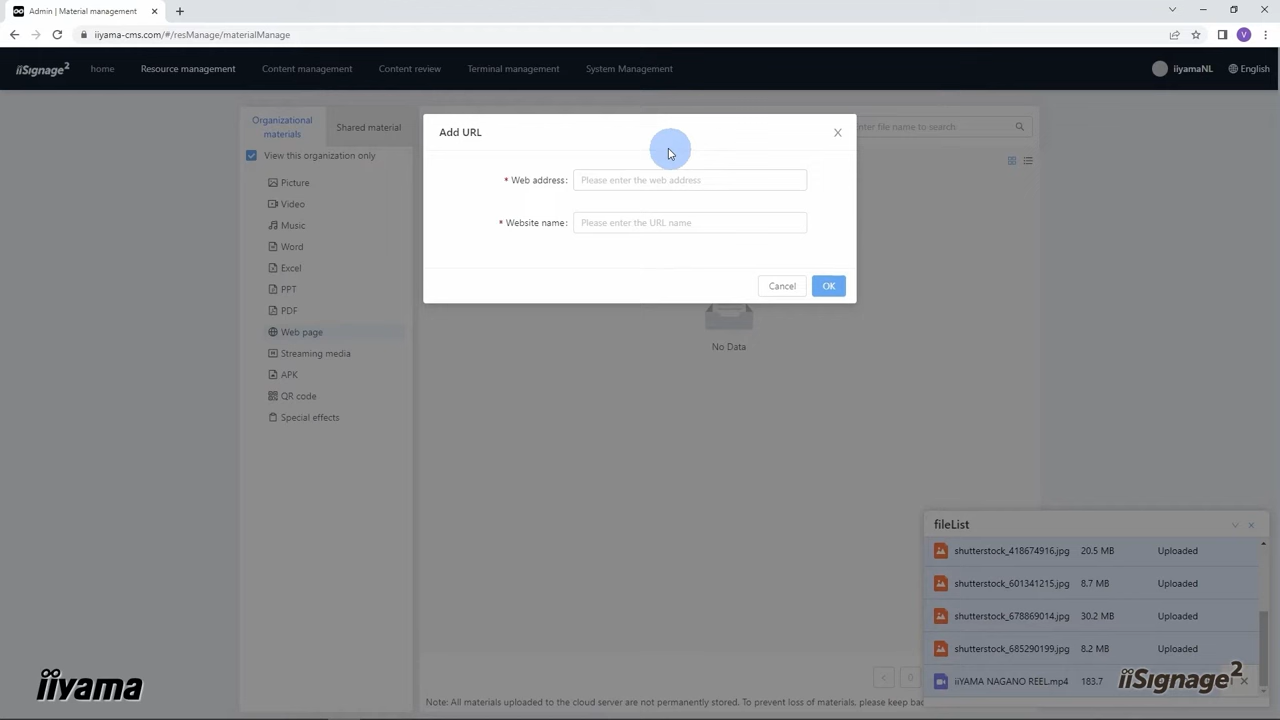 Admin | Material management
iiyama-cms.com/#/resManage/materialManage
V
iiSignage2
home
Resource management
Content management
Content review
Terminal management
System Management
iiyamaNL
English
Organizational materials
Shared material
View this organization only
Picture
Video
Music
Word
Excel
PPT
PDF
Web page
Streaming media
APK
QR code
Special effects
Add URL
* Web address:
Please enter the web address
* Website name:
Please enter the URL name
Cancel
OK
enter file name to search
No Data
fileList
shutterstock_418674916.jpg 20.5 MB Uploaded
shutterstock_601341215.jpg 8.7 MB Uploaded
shutterstock_678869014.jpg 30.2 MB Uploaded
shutterstock_685290199.jpg 8.2 MB Uploaded
iiYAMA NAGANO REEL.mp4 183.7
< 0
Note: All materials uploaded to the cloud server are not permanently stored. To prevent loss of materials, please keep
iiyama
iiSignage2